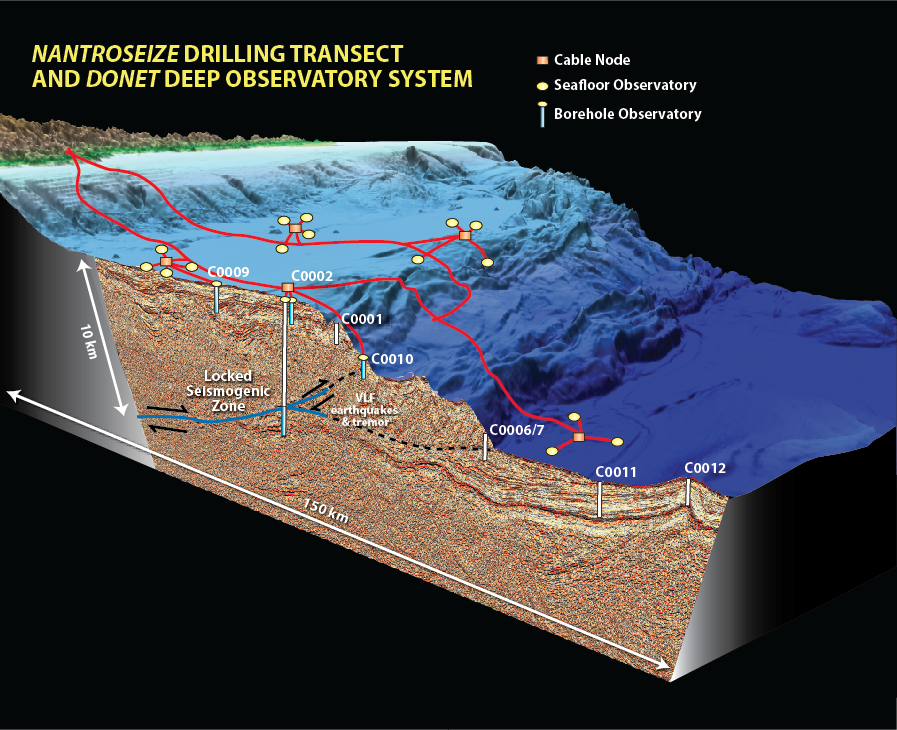 NANTROSEIZE DRILLING TRANSECT
AND DONET DEEP OBSERVATORY SYSTEM
Cable Node
Seafloor Observatory
Borehole Observatory
C0009
C0002
C0001
C0010
10 km
Locked
Seismogenic
Zone
VLF
earthquakes
& tremor
C0006/7
C0011
C0012
150 km